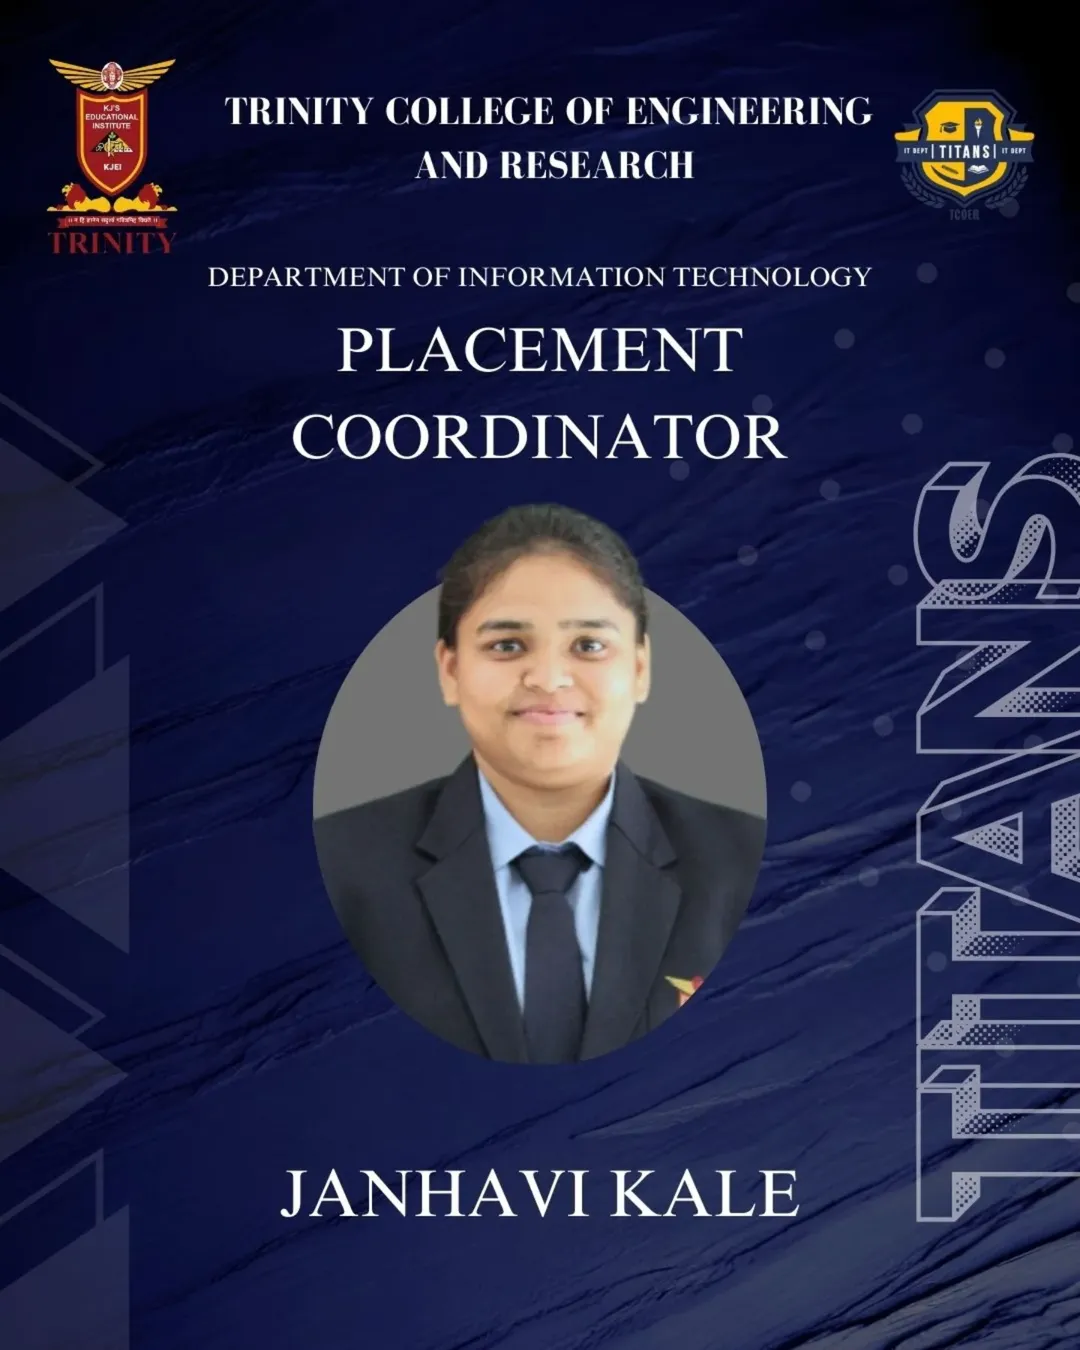 KJ'S
EDUCATIONAL
INSTITUTE
KJEI
TRINITY
TRINITY COLLEGE OF ENGINEERING
AND RESEARCH
IT DEPT |TITANS| IT DEPT
TCOER
DEPARTMENT OF INFORMATION TECHNOLOGY
PLACEMENT
COORDINATOR
TITANS
JANHAVI KALE